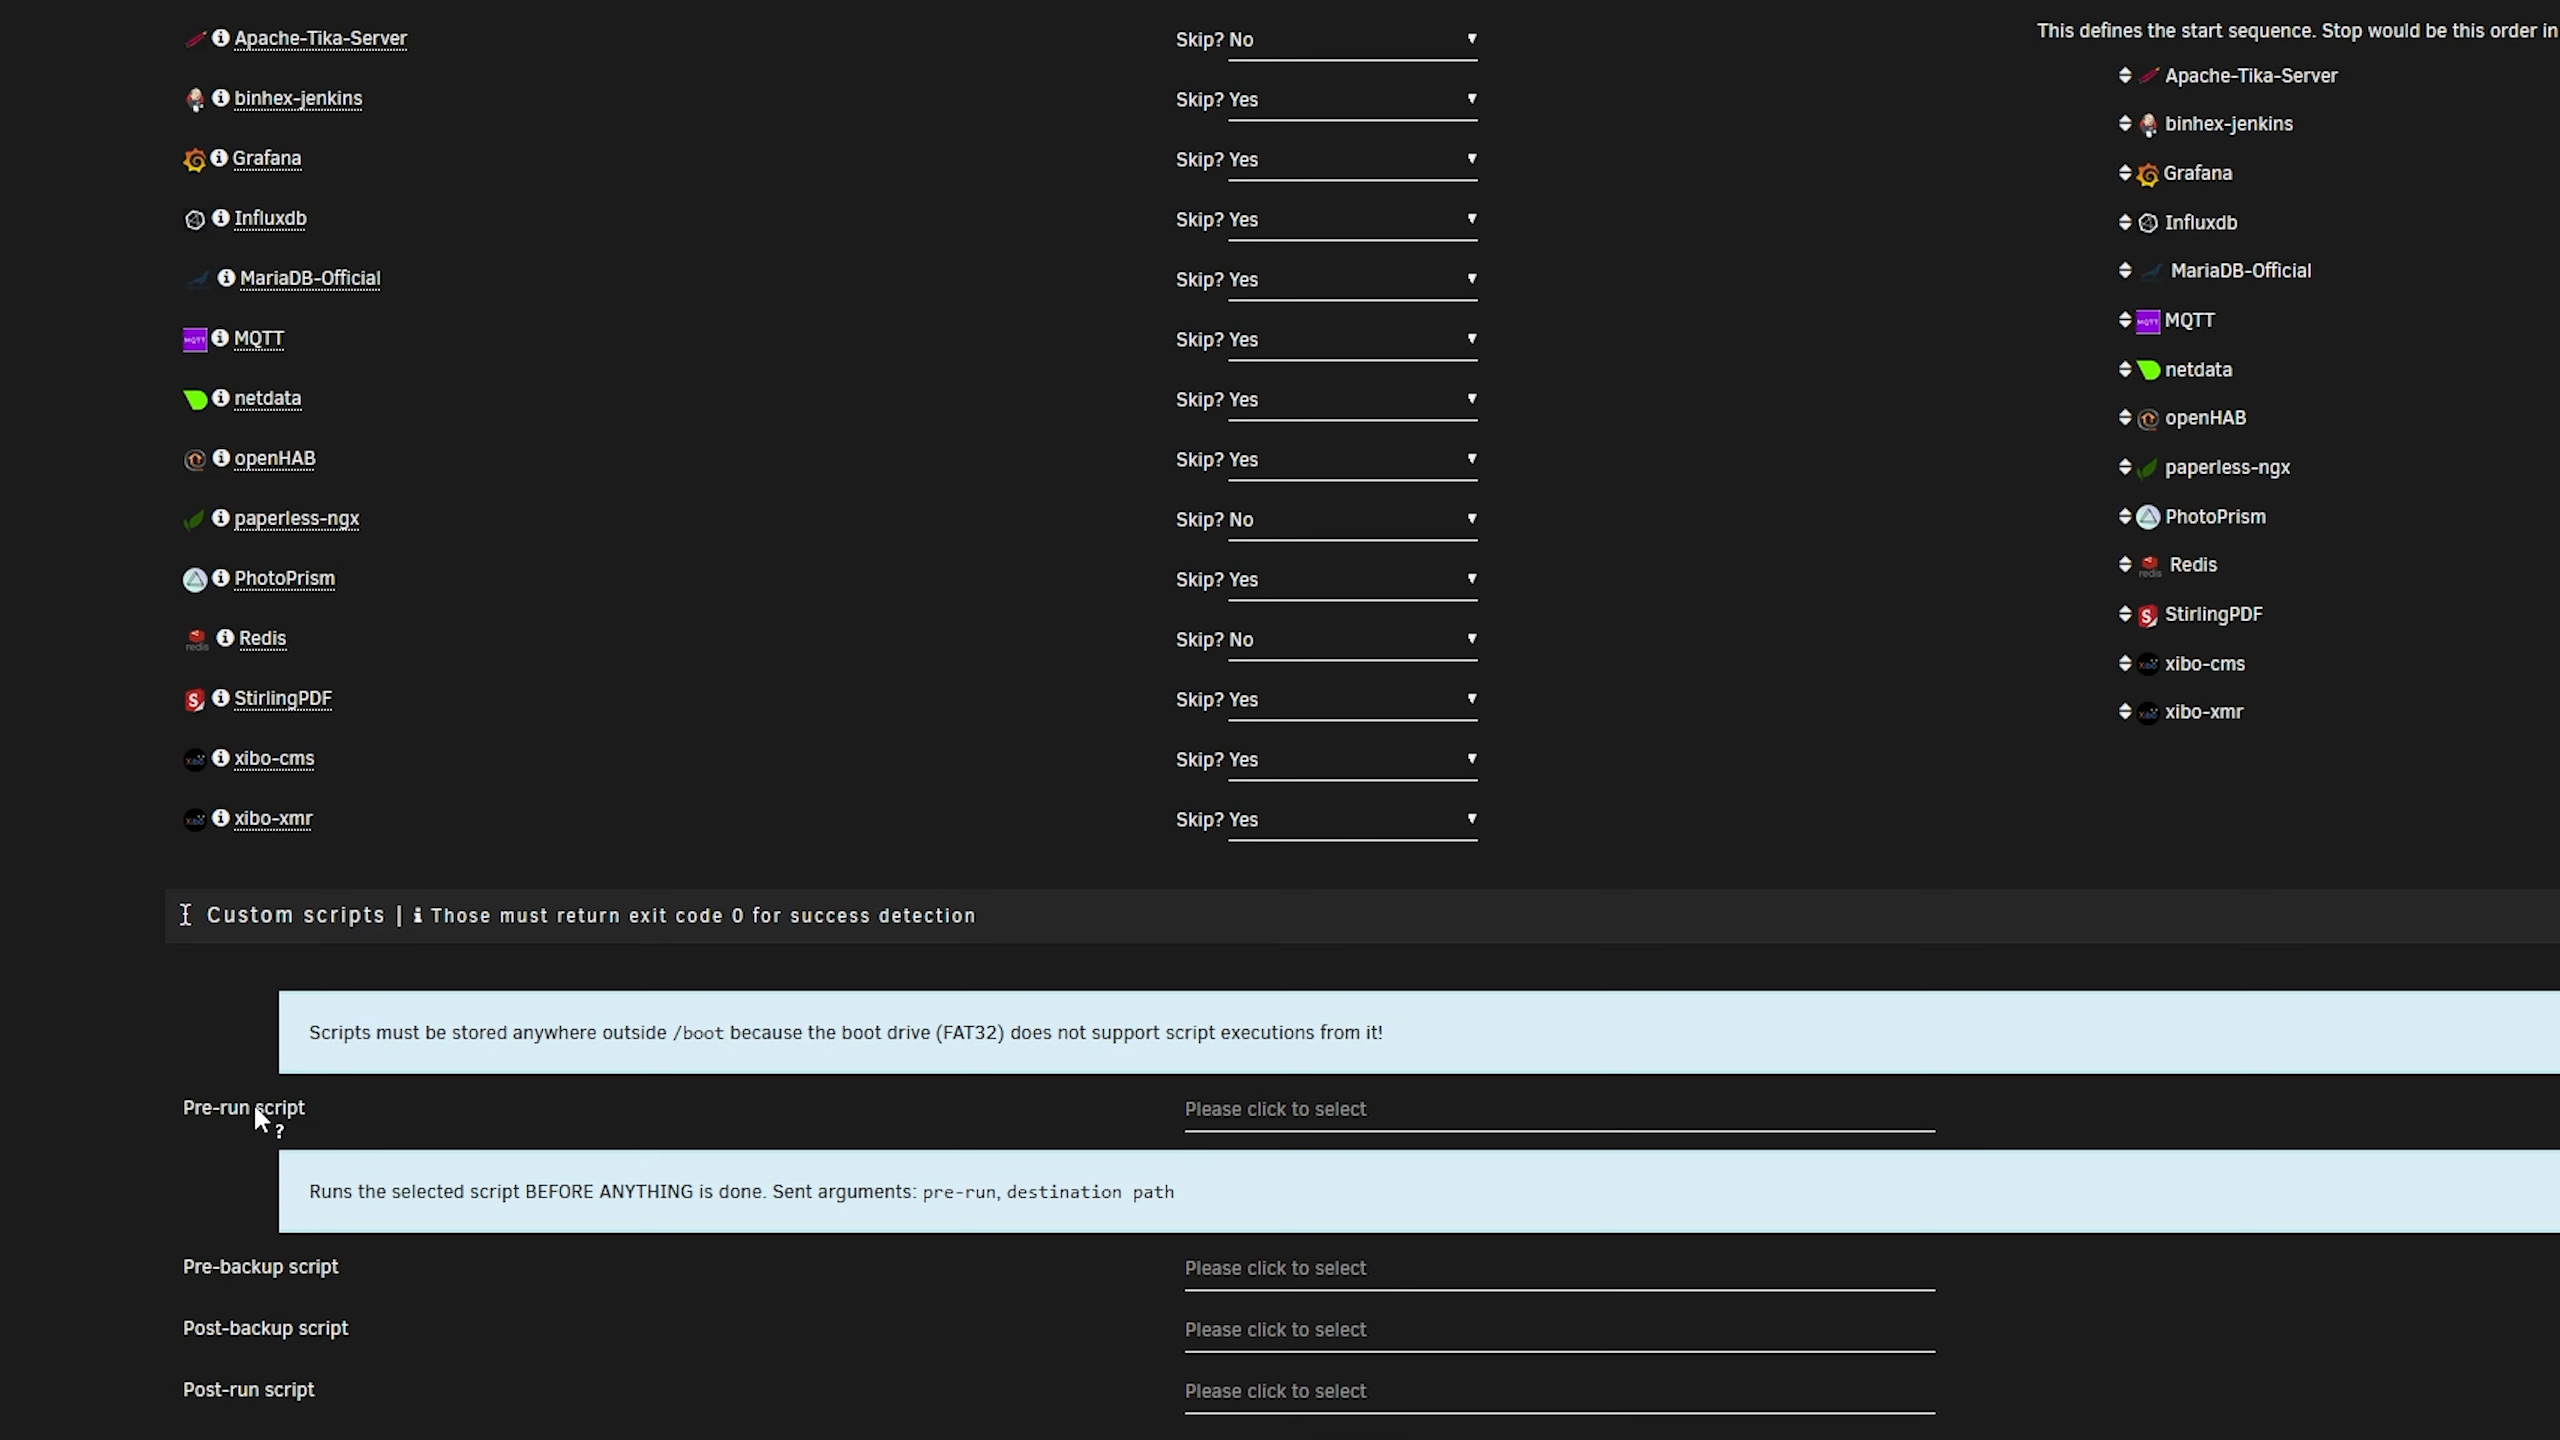 Apache-Tika-Server Skip? No
binhex-jenkins Skip? Yes
Grafana Skip? Yes
Influxdb Skip? Yes
MariaDB-Official Skip? Yes
MQTT MQTT Skip? Yes
netdata Skip? Yes
openHAB Skip? Yes
paperless-ngx Skip? No
PhotoPrism Skip? Yes
redis Redis Skip? No
StirlingPDF Skip? Yes
xibo xibo-cms Skip? Yes
xibo xibo-xmr Skip? Yes
This defines the start sequence. Stop would be this order in
Apache-Tika-Server
binhex-jenkins
Grafana
Influxdb
MariaDB-Official
MQTT MQTT
netdata
openHAB
paperless-ngx
PhotoPrism
redis Redis
StirlingPDF
xibo xibo-cms
xibo xibo-xmr
Custom scripts | Those must return exit code 0 for success detection
Scripts must be stored anywhere outside /boot because the boot drive (FAT32) does not support script executions from it!
Pre-run script Please click to select
?
Runs the selected script BEFORE ANYTHING is done. Sent arguments: pre-run, destination path
Pre-backup script Please click to select
Post-backup script Please click to select
Post-run script Please click to select